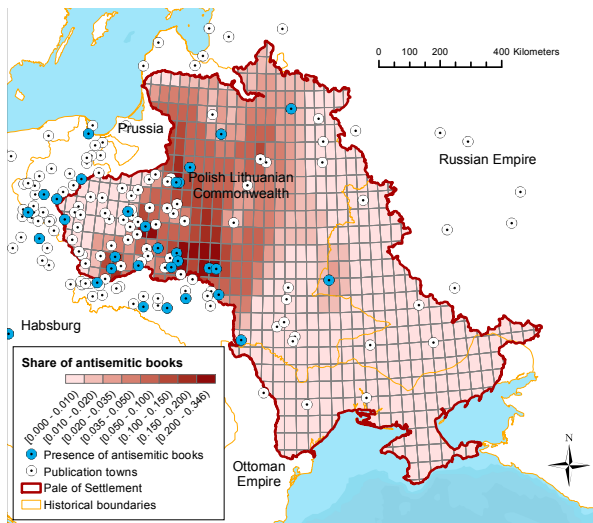 0 100 200 400 Kilometers
Prussia
Russian Empire
Polish Lithuanian
Commonwealth
Habsburg
Share of antisemitic books
[0.000 - 0.010)
[0.010 - 0.020)
[0.020 - 0.035)
[0.035 - 0.050)
[0.050 - 0.100)
[0.100 - 0.150)
[0.150 - 0.200)
[0.200 - 0.346)
Presence of antisemitic books
Publication towns
Pale of Settlement
Historical boundaries
Ottoman
Empire
N